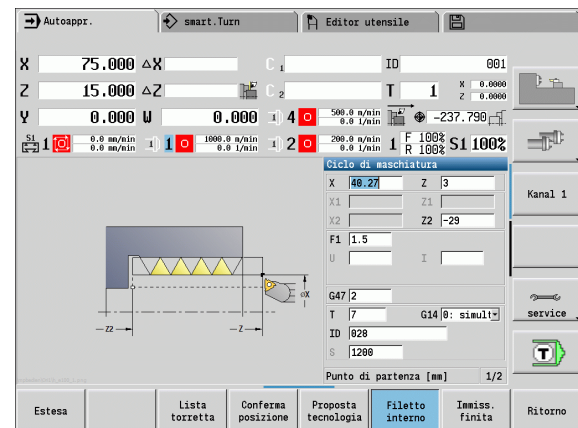 Autoappr. smart.Turn Editor utensile
X 75.000 △X C 1 ID 001
Z 15.000 △Z C 2 T 1 X 0.0000 Z 0.0000
Y 0.000 U 0.000 4 500.0 m/min 0.0 1/min -237.790
S1 1 0.0 mm/min 0.0 1/min 1 1000.0 m/min 0.0 1/min 2 200.0 m/min 0.0 1/min 1 F 100% R 100% S1 100%
Ciclo di maschiatura
X 40.27 Z 3
X1 Z1
X2 Z2 -29
F1 1.5
U I
G47 2
T 7 G14 0: simult
ID 028
S 1200
Punto di partenza [mm] 1/2
Z2 Z øX
Kanal 1
service
T
Estesa
Lista torretta
Conferma posizione
Proposta tecnologia
Filetto interno
Immiss. finita
Ritorno